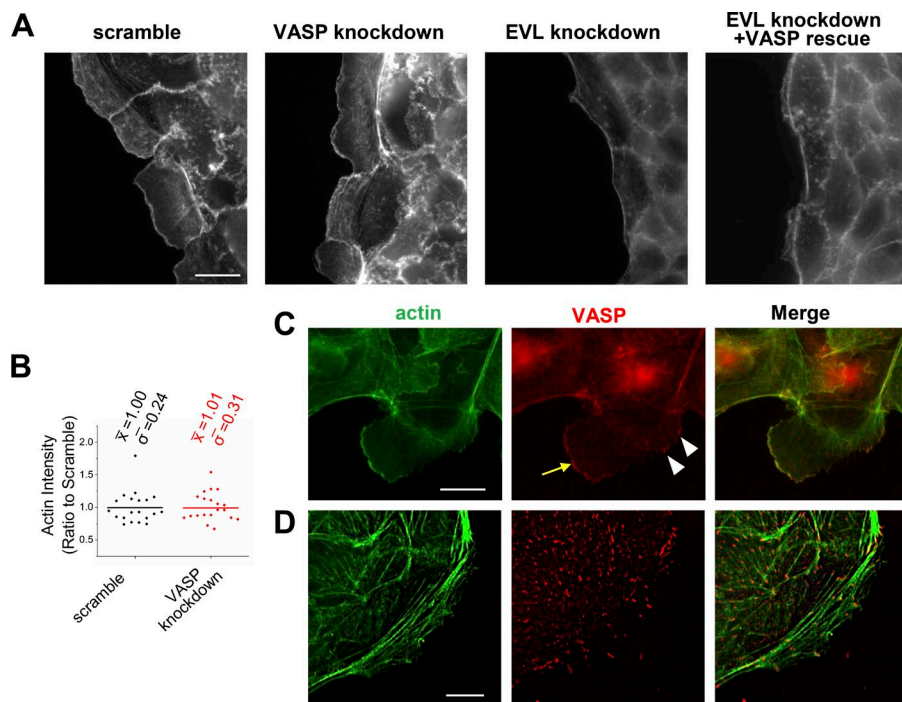 A
scramble
VASP knockdown
EVL knockdown
EVL knockdown
+VASP rescue
B
x̄=1.00
σ̄=0.24
x̄=1.01
σ̄=0.31
Actin Intensity
(Ratio to Scramble)
2.0
1.5
1.0
0.5
scramble
VASP
knockdown
C
actin
VASP
Merge
D